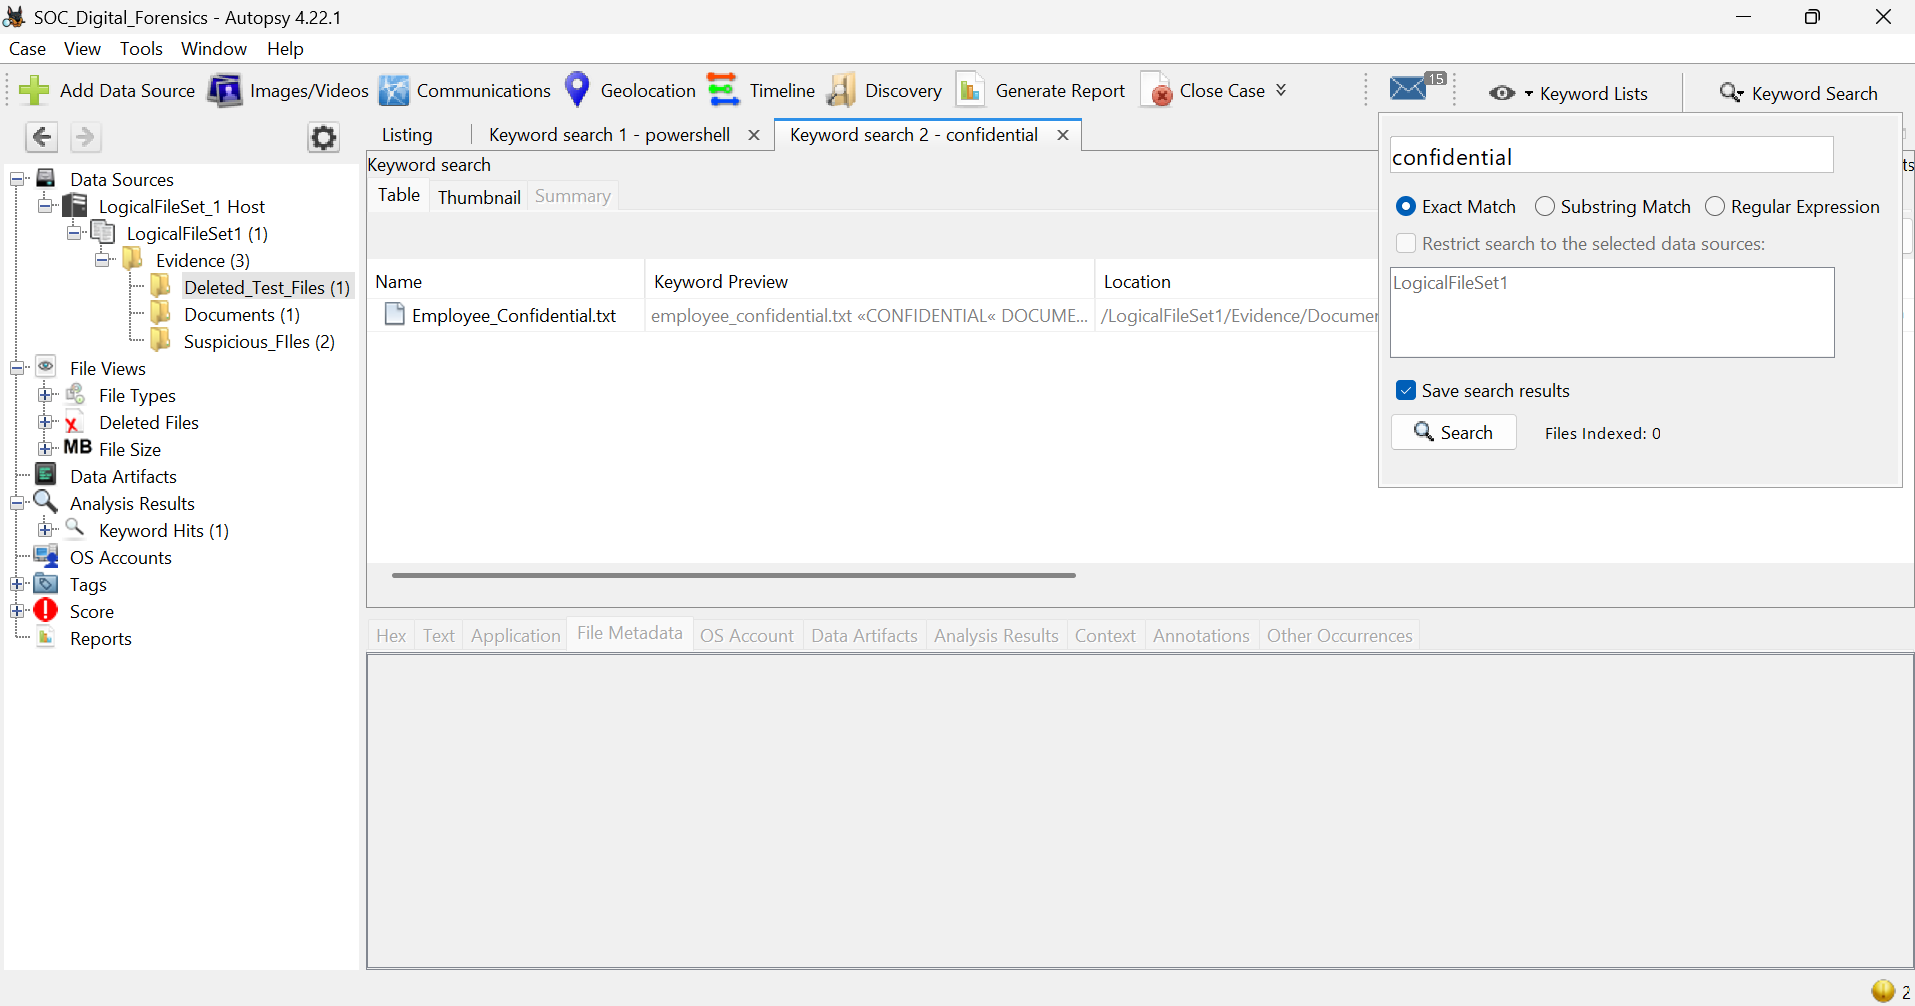 SOC_Digital_Forensics - Autopsy 4.22.1
Case View Tools Window Help
Add Data Source Images/Videos Communications Geolocation Timeline Discovery Generate Report Close Case 15 Keyword Lists Keyword Search
Listing Keyword search 1 - powershell Keyword search 2 - confidential
Keyword search
Table Thumbnail Summary
Name Keyword Preview Location
Employee_Confidential.txt employee_confidential.txt «CONFIDENTIAL« DOCUME... /LogicalFileSet1/Evidence/Documen
confidential
Exact Match Substring Match Regular Expression
Restrict search to the selected data sources:
LogicalFileSet1
Save search results
Search Files Indexed: 0
Data Sources
LogicalFileSet_1 Host
LogicalFileSet1 (1)
Evidence (3)
Deleted_Test_Files (1)
Documents (1)
Suspicious_FIles (2)
File Views
File Types
Deleted Files
MB File Size
Data Artifacts
Analysis Results
Keyword Hits (1)
OS Accounts
Tags
Score
Reports
Hex Text Application File Metadata OS Account Data Artifacts Analysis Results Context Annotations Other Occurrences
2